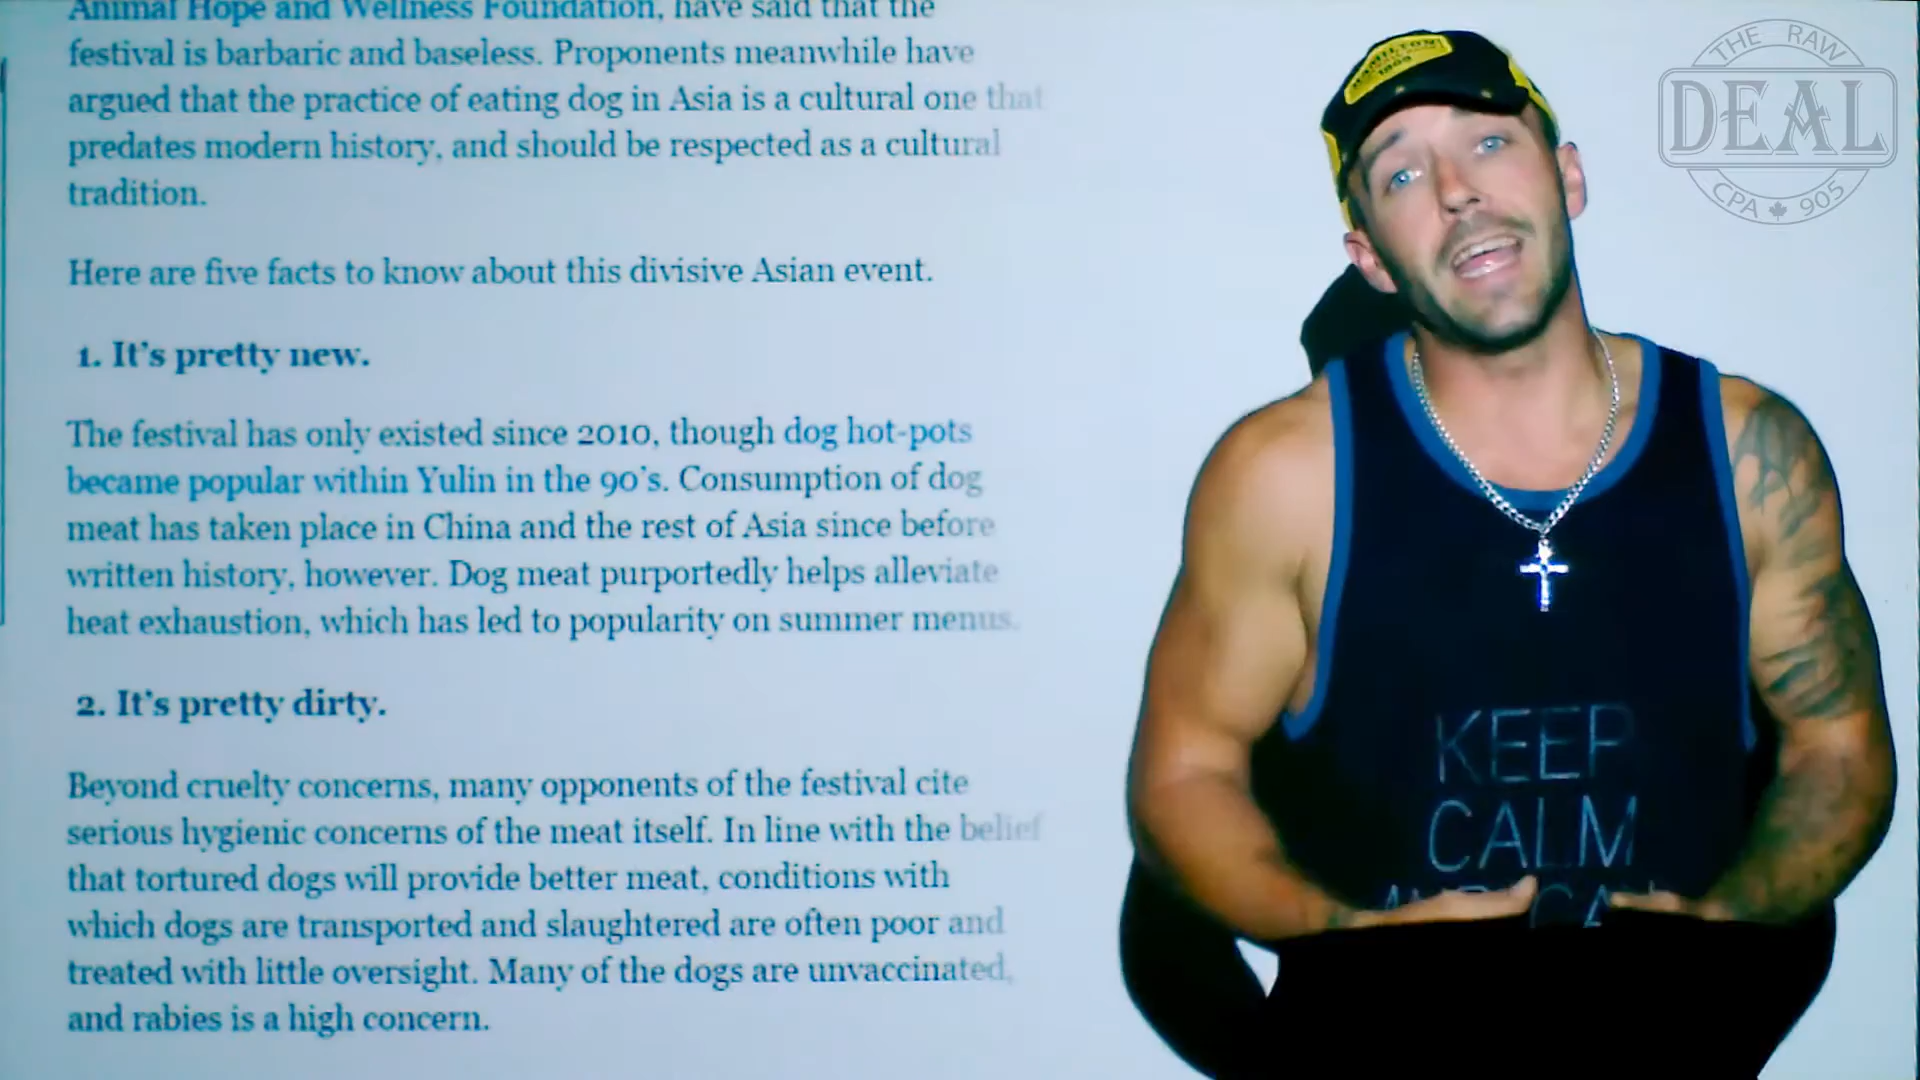 Animal Hope and Wellness Foundation, have said that the
festival is barbaric and baseless. Proponents meanwhile have
argued that the practice of eating dog in Asia is a cultural one that
predates modern history, and should be respected as a cultural
tradition.
Here are five facts to know about this divisive Asian event.
1. It's pretty new.
The festival has only existed since 2010, though dog hot-pots
became popular within Yulin in the 90's. Consumption of dog
meat has taken place in China and the rest of Asia since before
written history, however. Dog meat purportedly helps alleviate
heat exhaustion, which has led to popularity on summer menus.
2. It's pretty dirty.
Beyond cruelty concerns, many opponents of the festival cite
serious hygienic concerns of the meat itself. In line with the belief
that tortured dogs will provide better meat, conditions with
which dogs are transported and slaughtered are often poor and
treated with little oversight. Many of the dogs are unvaccinated,
and rabies is a high concern.
THE RAW
DEAL
CPA 905
HAMILTON
KEEP
CALM